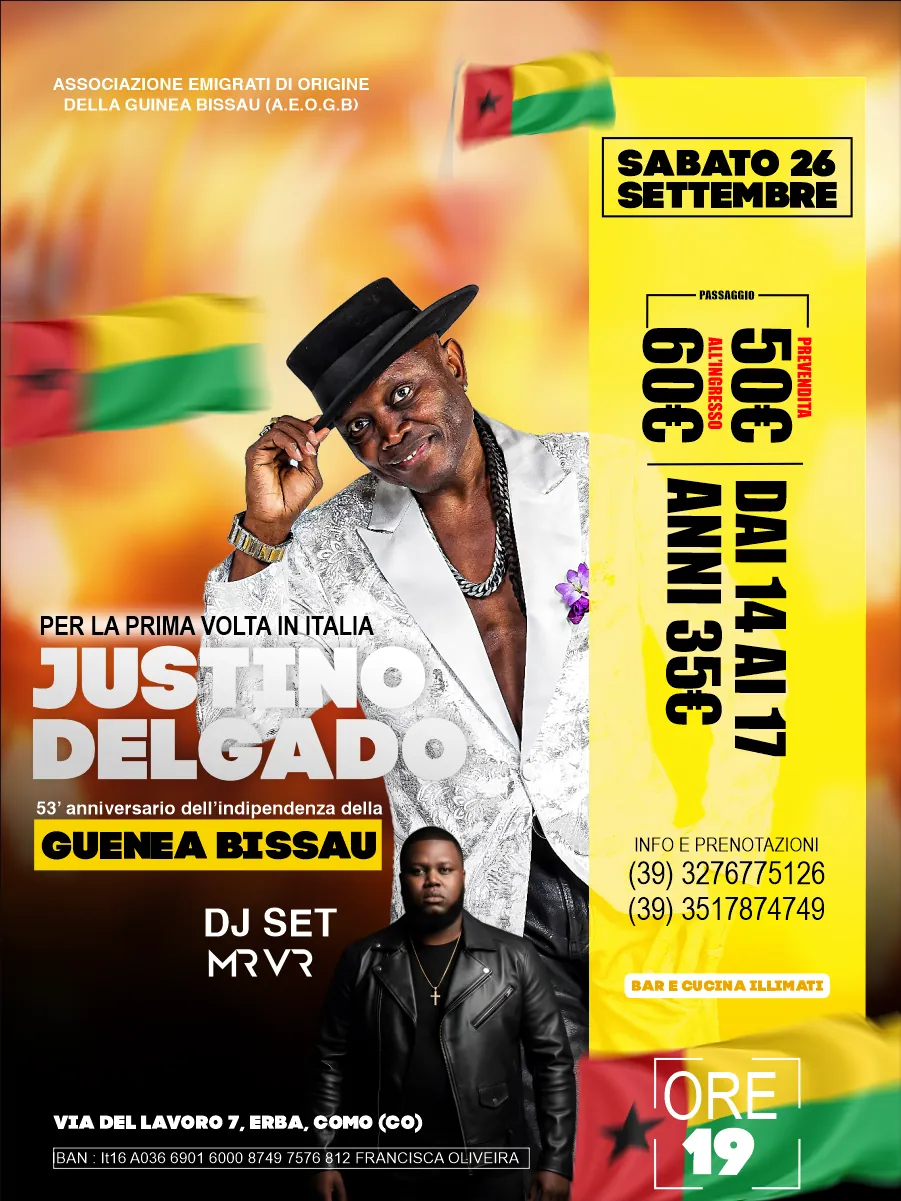 ASSOCIAZIONE EMIGRATI DI ORIGINE
DELLA GUINEA BISSAU (A.E.O.G.B)
SABATO 26
SETTEMBRE
PASSAGGIO
50€ PREVENDITA
60€ ALL'INGRESSO
DAI 14 AI 17
ANNI 35€
PER LA PRIMA VOLTA IN ITALIA
JUSTINO
DELGADO
53' anniversario dell'indipendenza della
GUENEA BISSAU
DJ SET
MR VR
INFO E PRENOTAZIONI
(39) 3276775126
(39) 3517874749
BAR E CUCINA ILLIMATI
ORE
19
VIA DEL LAVORO 7, ERBA, COMO (CO)
BAN : It16 A036 6901 6000 8749 7576 812 FRANCISCA OLIVEIRA